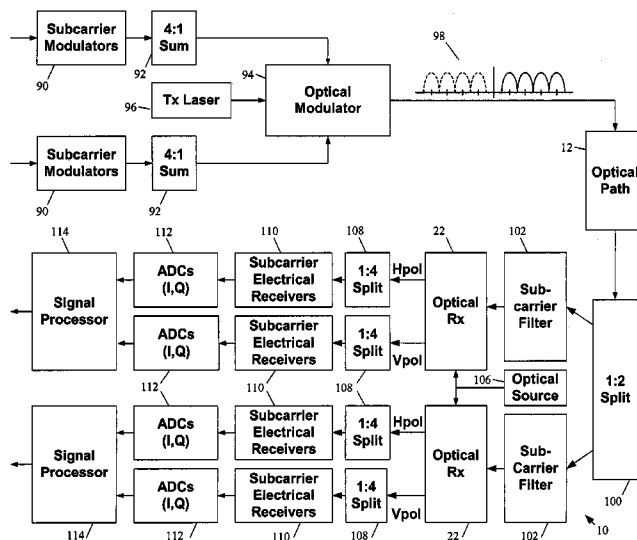 Subcarrier
Modulators
90
4:1
Sum
92
94
Optical
Modulator
98
96
Tx Laser
Subcarrier
Modulators
90
4:1
Sum
92
12
Optical
Path
114
Signal
Processor
112
ADCs
(I,Q)
110
Subcarrier
Electrical
Receivers
108
1:4
Split
Hpol
22
Optical
Rx
102
Sub-
carrier
Filter
ADCs
(I,Q)
112
Subcarrier
Electrical
Receivers
110
1:4
Split
108
Vpol
106
Optical
Source
1:2
Split
100
Signal
Processor
114
ADCs
(I,Q)
Subcarrier
Electrical
Receivers
1:4
Split
Hpol
Optical
Rx
22
Sub-
Carrier
Filter
102
ADCs
(I,Q)
112
Subcarrier
Electrical
Receivers
110
1:4
Split
108
Vpol
10